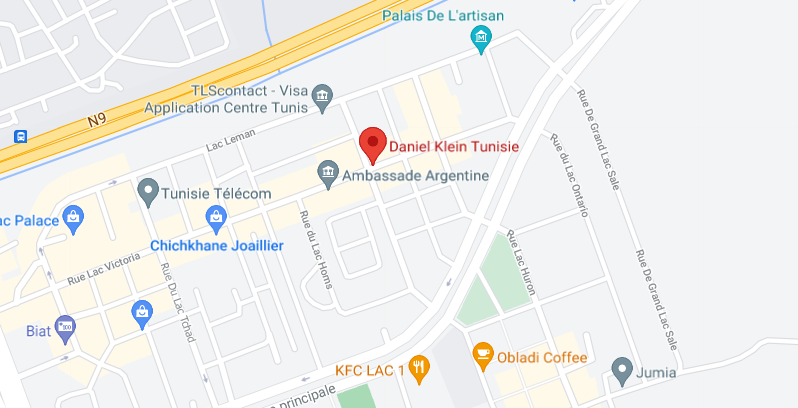 Palais De L'artisan
TLScontact - Visa
Application Centre Tunis
N9
Lac Leman
Daniel Klein Tunisie
Ambassade Argentine
Tunisie Télécom
ac Palace
Chichkhane Joaillier
Rue Lac Victoria
Rue Du Lac Tchad
Rue du Lac Homs
Rue du Lac Ontario
Rue De Grand Lac Sale
Rue Lac Huron
Rue De Grand Lac Sale
Biat
KFC LAC 1
Obladi Coffee
Jumia
principale